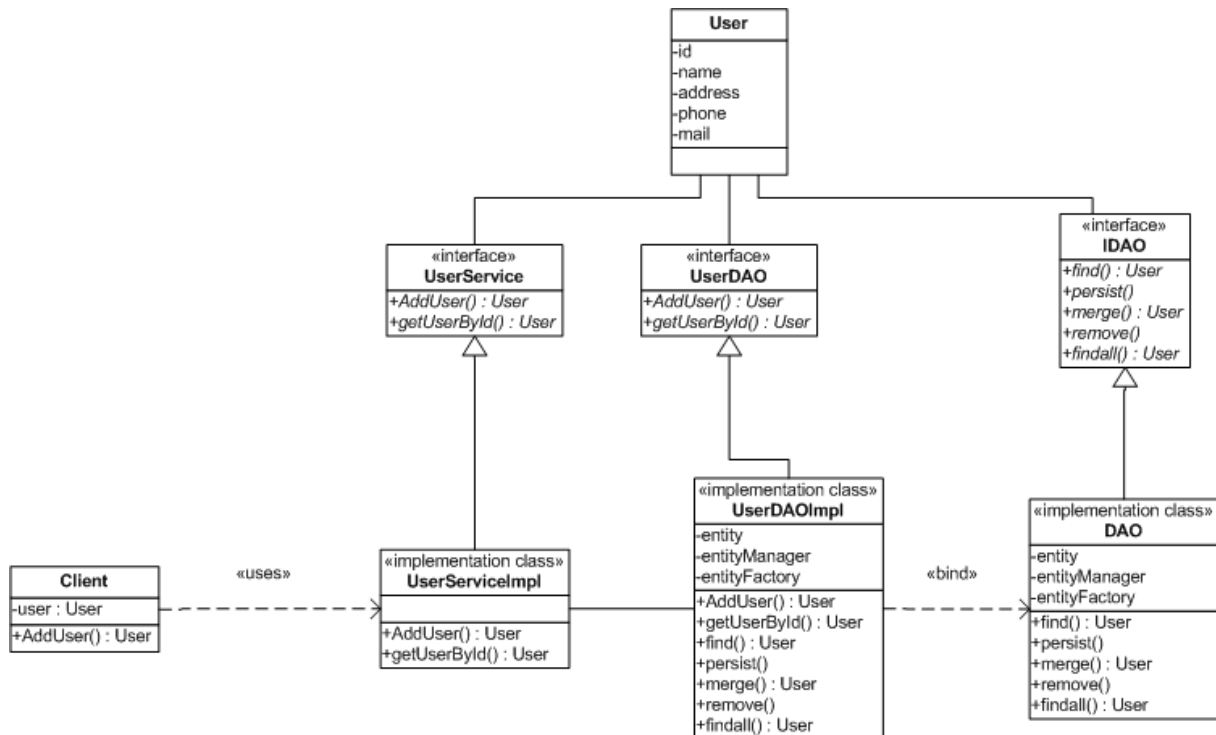 User
-id
-name
-address
-phone
-mail
«interface»
UserService
+AddUser() : User
+getUserById() : User
«interface»
UserDAO
+AddUser() : User
+getUserById() : User
«interface»
IDAO
+find() : User
+persist()
+merge() : User
+remove()
+findall() : User
Client
-user : User
+AddUser() : User
«uses»
«implementation class»
UserServiceImpl
+AddUser() : User
+getUserById() : User
«implementation class»
UserDAOImpl
-entity
-entityManager
-entityFactory
+AddUser() : User
+getUserById() : User
+find() : User
+persist()
+merge() : User
+remove()
+findall() : User
«bind»
«implementation class»
DAO
-entity
-entityManager
-entityFactory
+find() : User
+persist()
+merge() : User
+remove()
+findall() : User